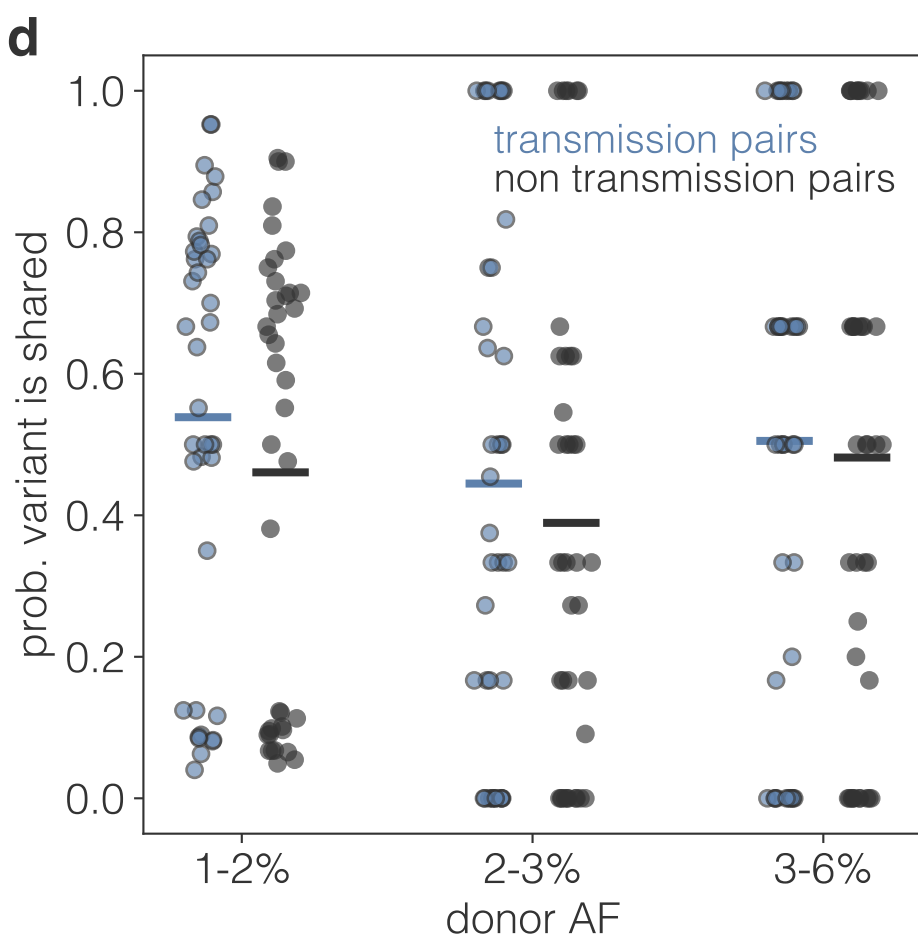 d
prob. variant is shared
1.0
0.8
0.6
0.4
0.2
0.0
transmission pairs
non transmission pairs
1-2%
2-3%
3-6%
donor AF